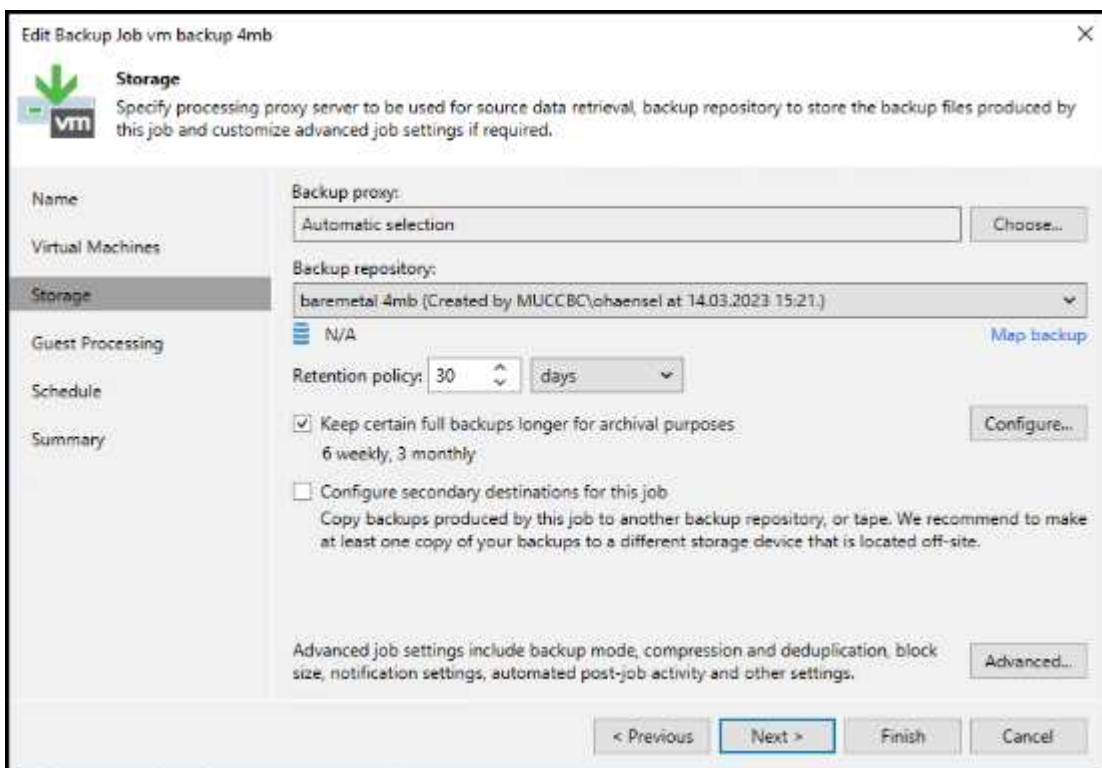 Edit Backup Job vm backup 4mb
Storage
Specify processing proxy server to be used for source data retrieval, backup repository to store the backup files produced by
this job and customize advanced job settings if required.
vm
Name
Virtual Machines
Storage
Guest Processing
Schedule
Summary
Backup proxy:
Automatic selection
Choose...
Backup repository:
baremetal 4mb (Created by MUCCBC\ohaensel at 14.03.2023 15:21.)
N/A
Map backup
Retention policy: 30 days
Keep certain full backups longer for archival purposes
Configure...
6 weekly, 3 monthly
Configure secondary destinations for this job
Copy backups produced by this job to another backup repository, or tape. We recommend to make
at least one copy of your backups to a different storage device that is located off-site.
Advanced job settings include backup mode, compression and deduplication, block
size, notification settings, automated post-job activity and other settings.
Advanced...
< Previous
Next >
Finish
Cancel